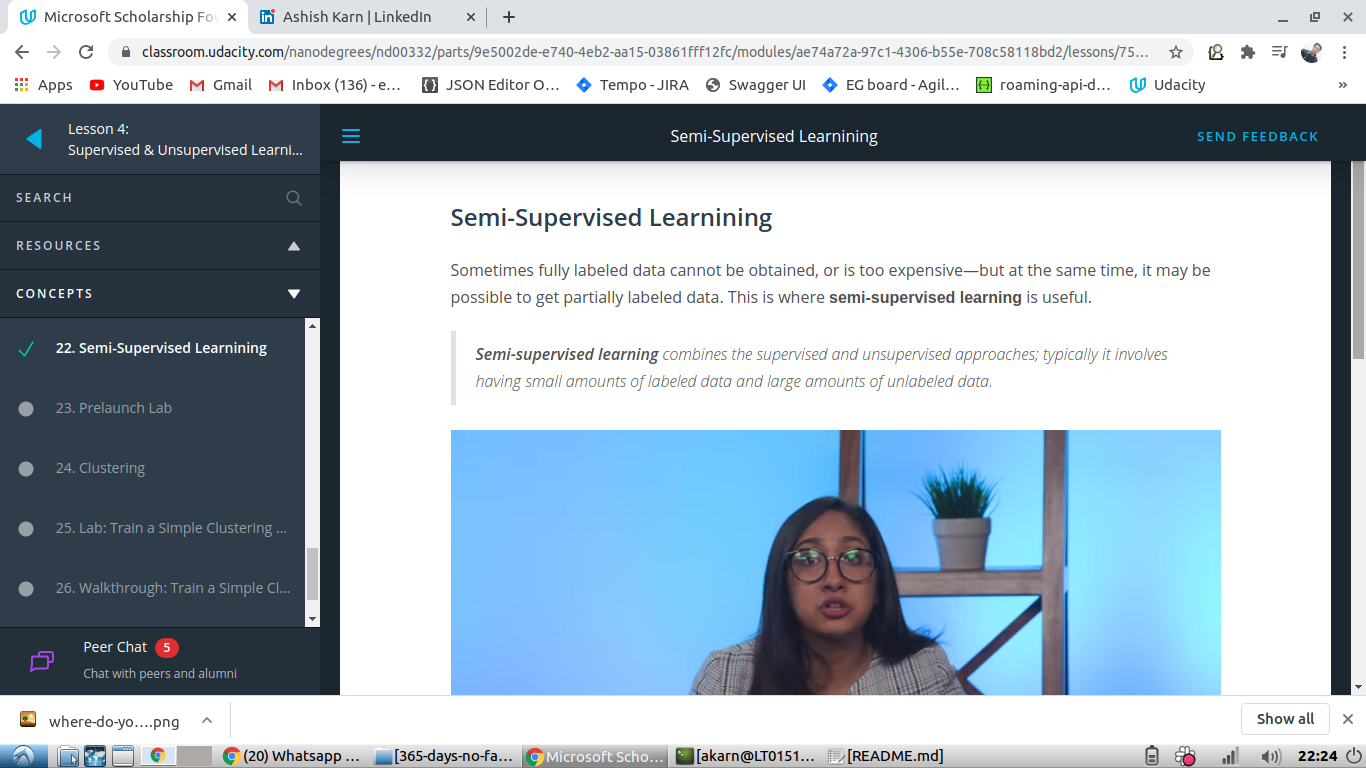 Microsoft Scholarship Fou
Ashish Karn | LinkedIn
classroom.udacity.com/nanodegrees/nd00332/parts/9e5002de-e740-4eb2-aa15-03861fff12fc/modules/ae74a72a-97c1-4306-b55e-708c58118bd2/lessons/75...
Apps YouTube Gmail Inbox (136) - e... JSON Editor O... Tempo - JIRA Swagger UI EG board - Agil... roaming-api-d... Udacity »
Lesson 4:
Supervised & Unsupervised Learni...
Semi-Supervised Learnining
SEND FEEDBACK
SEARCH
RESOURCES
CONCEPTS
22. Semi-Supervised Learnining
23. Prelaunch Lab
24. Clustering
25. Lab: Train a Simple Clustering ...
26. Walkthrough: Train a Simple Cl...
Peer Chat 5
Chat with peers and alumni
Semi-Supervised Learnining
Sometimes fully labeled data cannot be obtained, or is too expensive—but at the same time, it may be
possible to get partially labeled data. This is where semi-supervised learning is useful.
Semi-supervised learning combines the supervised and unsupervised approaches; typically it involves
having small amounts of labeled data and large amounts of unlabeled data.
where-do-yo....png
Show all
(20) Whatsapp ... [365-days-no-fa... Microsoft Scho... [akarn@LT0151... [README.md] 22:24